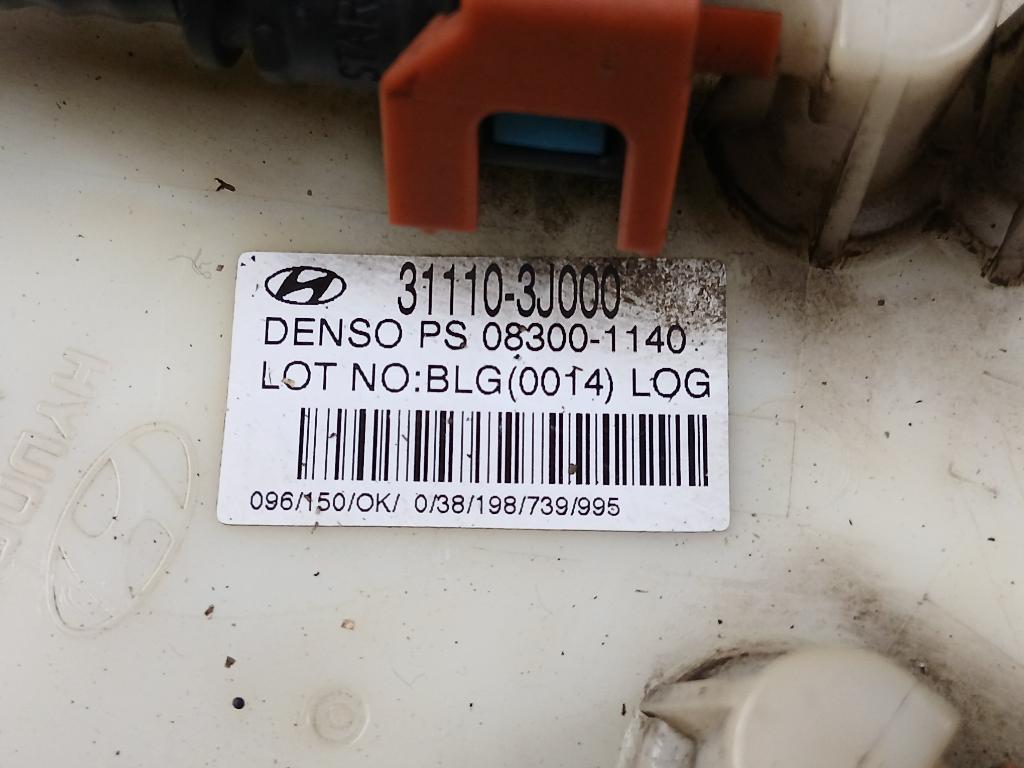 STAR
31110-3J000
DENSO PS 08300-1140
LOT NO:BLG(0014) LOG
096/150/OK/ 0/38/198/739/995